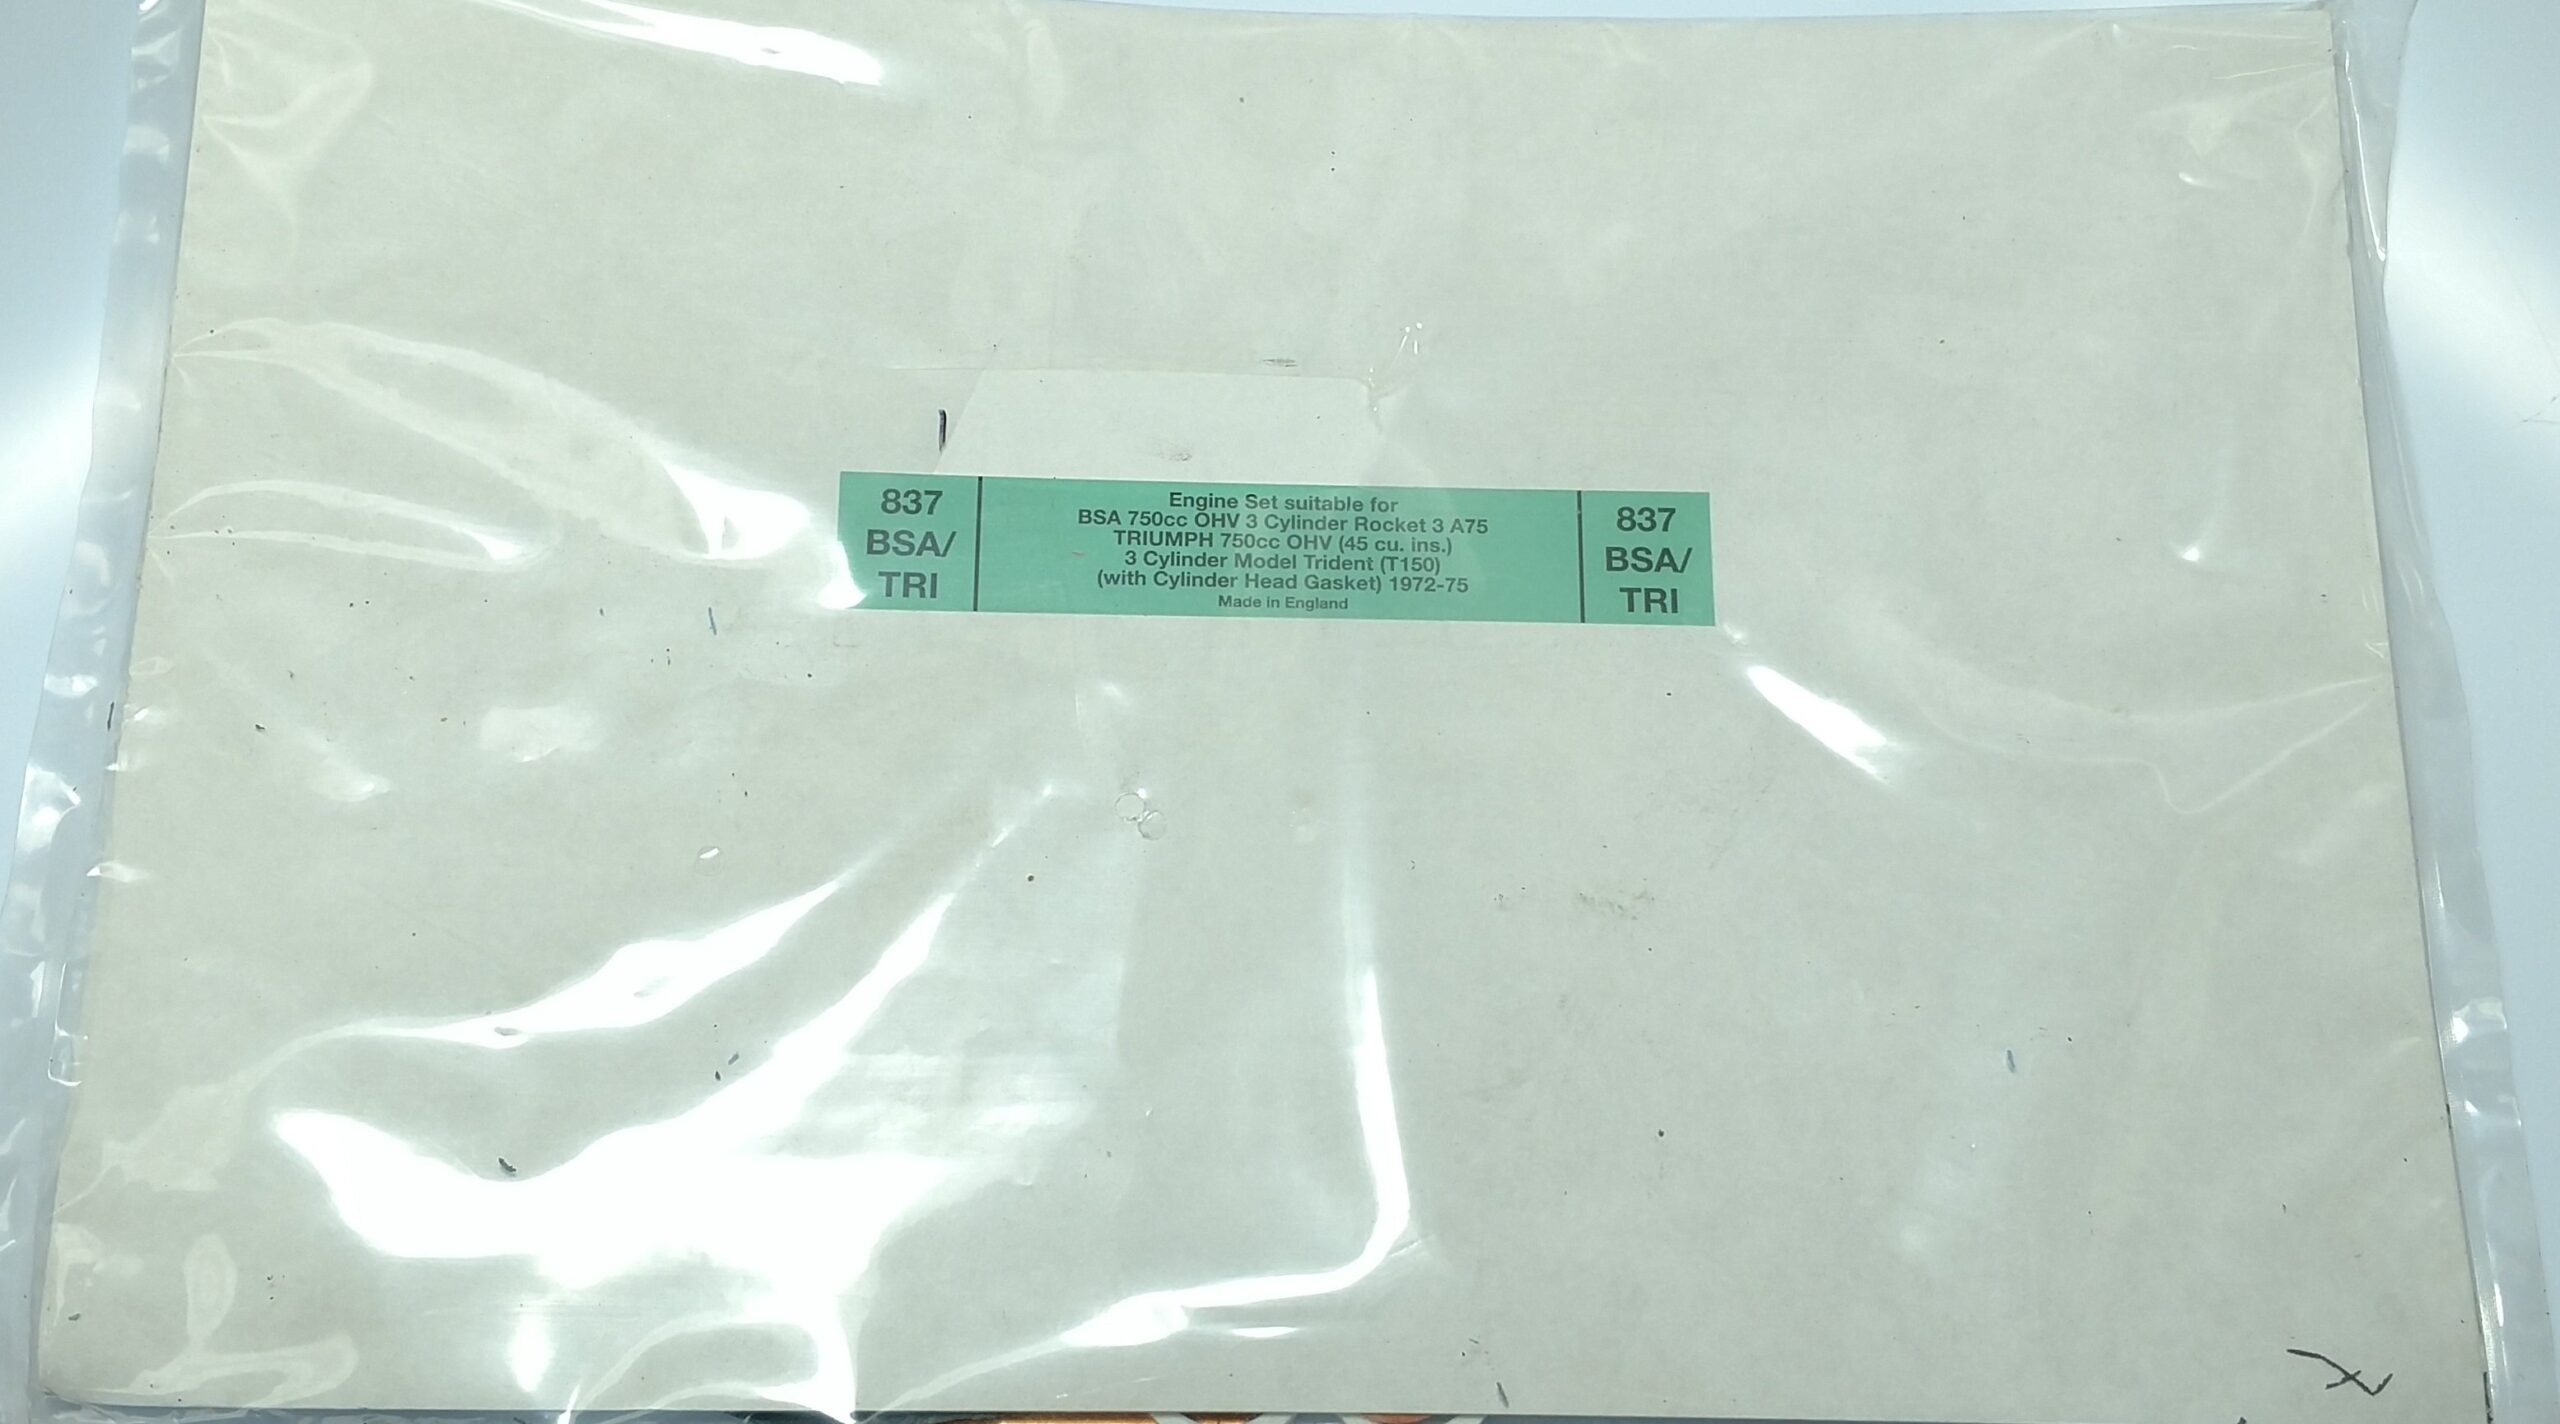 837
BSA/
TRI
Engine Set suitable for
BSA 750cc OHV 3 Cylinder Rocket 3 A75
TRIUMPH 750cc OHV (45 cu. ins.)
3 Cylinder Model Trident (T150)
(with Cylinder Head Gasket) 1972-75
Made in England
837
BSA/
TRI